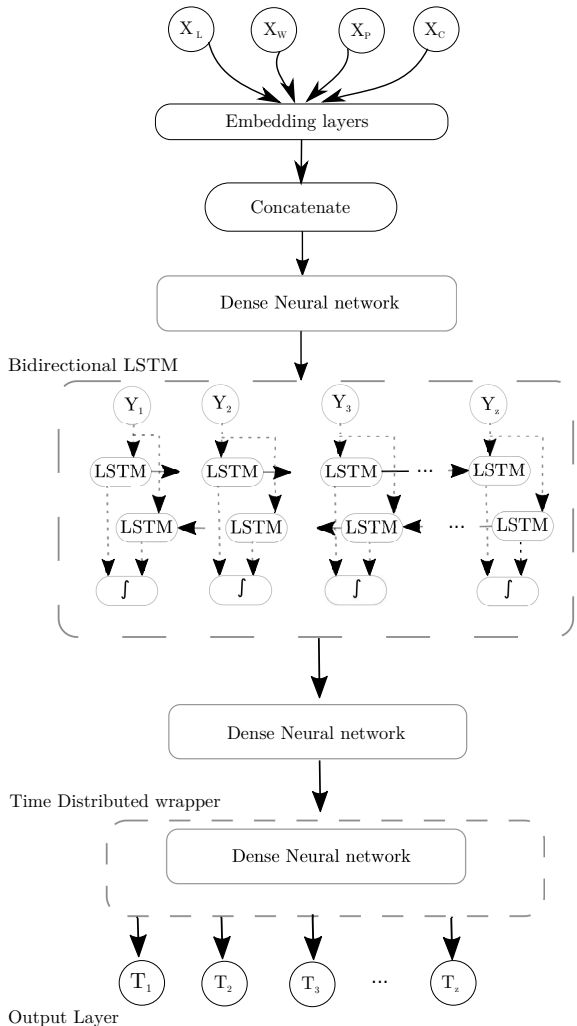 X_L X_W X_P X_C
Embedding layers
Concatenate
Dense Neural network
Bidirectional LSTM
Y_1 Y_2 Y_3 Y_z
LSTM LSTM LSTM ... LSTM
LSTM LSTM LSTM ... LSTM
∫ ∫ ∫ ∫
Dense Neural network
Time Distributed wrapper
Dense Neural network
T_1 T_2 T_3 ... T_z
Output Layer